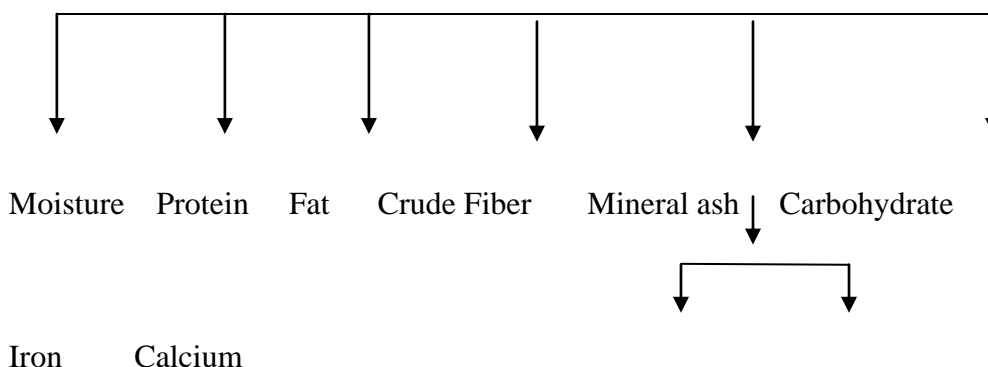 Moisture Protein Fat Crude Fiber Mineral ash Carbohydrate
Iron Calcium